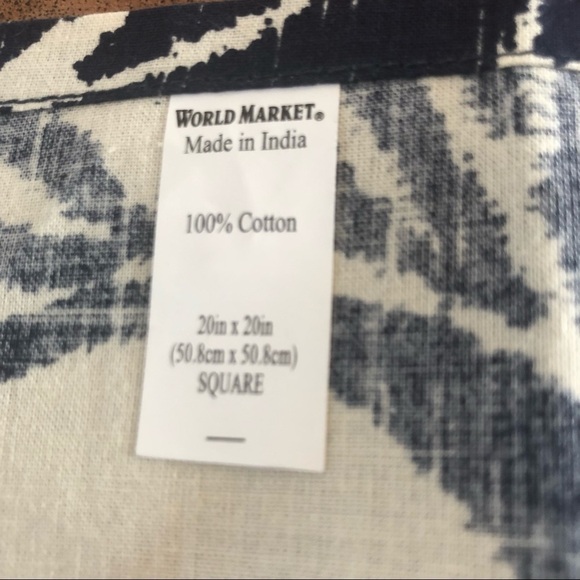 WORLD MARKET®
Made in India
100% Cotton
20in x 20in
(50.8cm x 50.8cm)
SQUARE